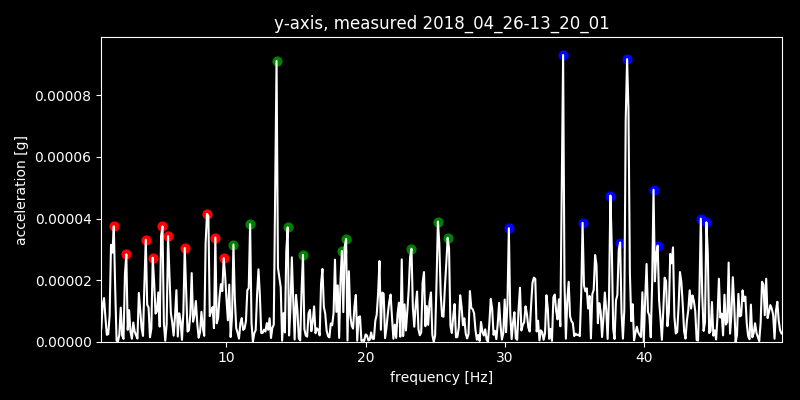 y-axis, measured 2018_04_26-13_20_01
acceleration [g]
0.00008
0.00006
0.00004
0.00002
0.00000
10 20 30 40
frequency [Hz]